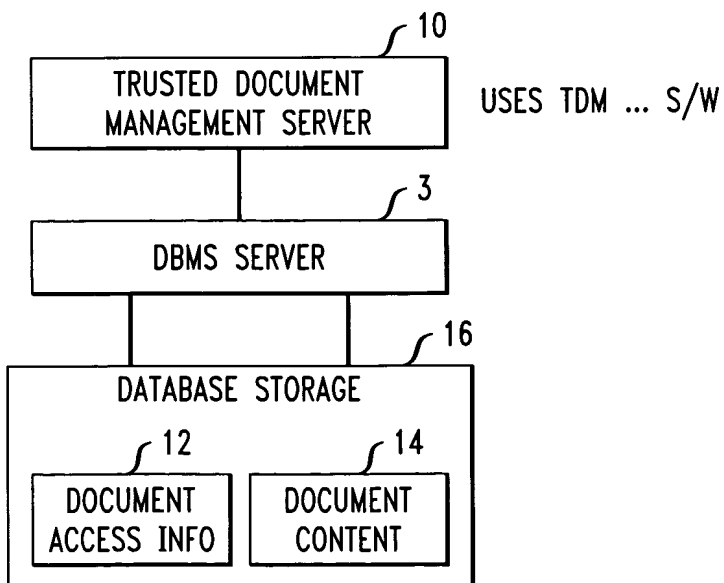 10
TRUSTED DOCUMENT
MANAGEMENT SERVER
USES TDM ... S/W
3
DBMS SERVER
16
DATABASE STORAGE
12
DOCUMENT
ACCESS INFO
14
DOCUMENT
CONTENT